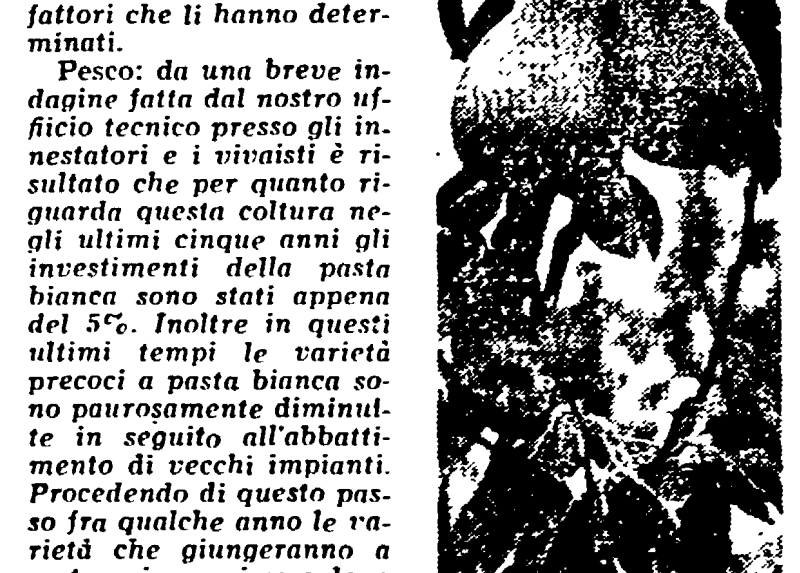 fattori che li hanno deter-
minati.
Pesco: da una breve in-
dagine fatta dal nostro uf-
fiicio tecnico presso gli in-
nestatori e i vivaisti è ri-
sultato che per quanto ri-
guarda questa coltura ne-
gli ultimi cinque anni gli
investimenti della pasta
bianca sono stati appena
del 5%. Inoltre in questi
ultimi tempi le varietà
precoci a pasta bianca so-
no paurosamente diminui-
te in seguito all'abbatti-
mento di vecchi impianti.
Procedendo di questo pas-
so fra qualche anno le va-
rietà che giungeranno a